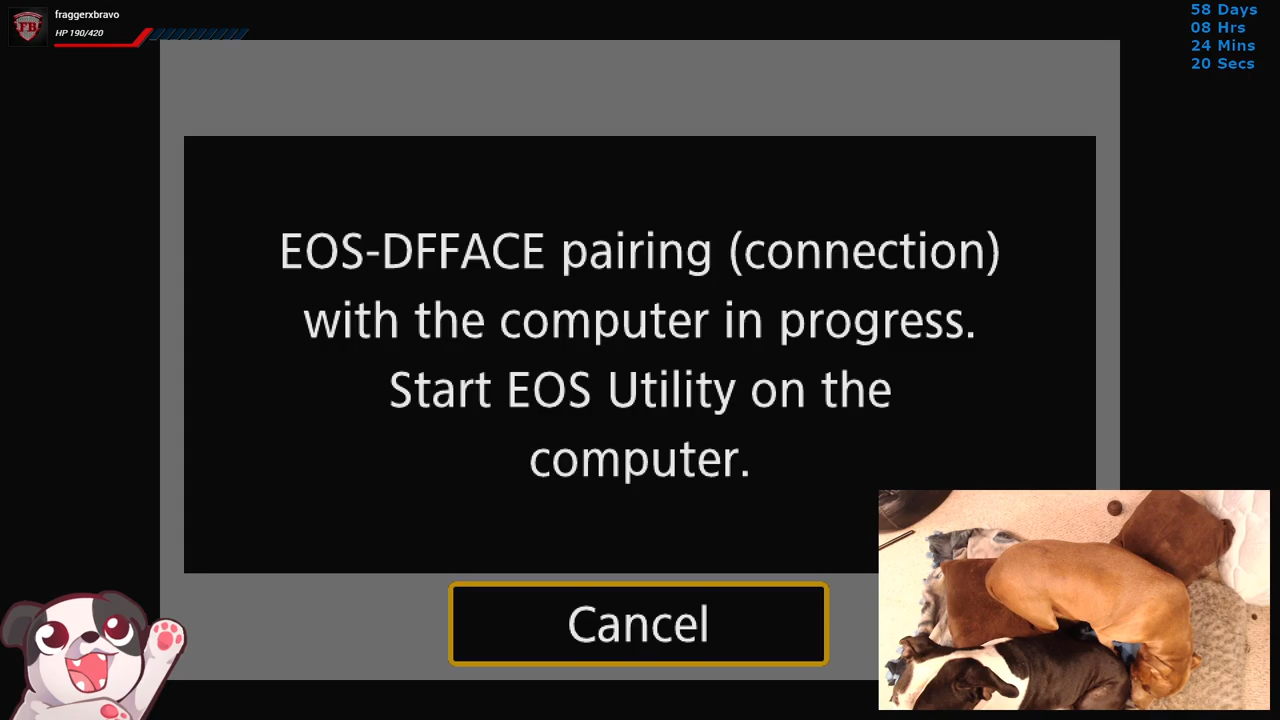 fraggerxbravo
HP 190/420
FB
58 Days
08 Hrs
24 Mins
20 Secs
EOS-DFFACE pairing (connection)
with the computer in progress.
Start EOS Utility on the
computer.
Cancel